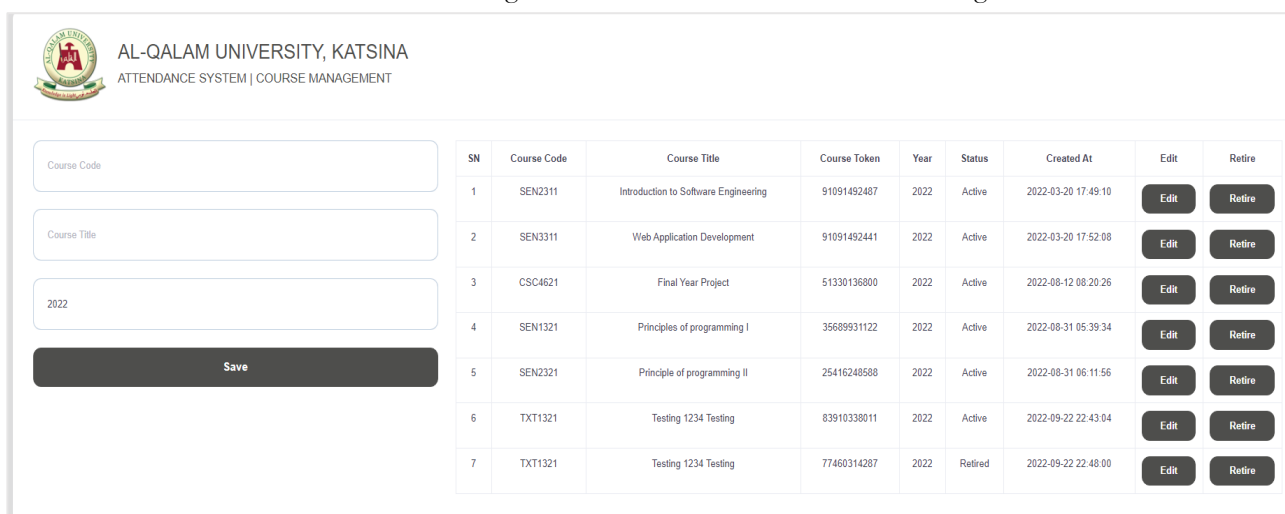 AL-QALAM UNIVERSITY, KATSINA
ATTENDANCE SYSTEM | COURSE MANAGEMENT
Course Code
Course Title
2022
Save
SN Course Code Course Title Course Token Year Status Created At Edit Retire
1 SEN2311 Introduction to Software Engineering 91091492487 2022 Active 2022-03-20 17:49:10 Edit Retire
2 SEN3311 Web Application Development 91091492441 2022 Active 2022-03-20 17:52:08 Edit Retire
3 CSC4621 Final Year Project 51330136800 2022 Active 2022-08-12 08:20:26 Edit Retire
4 SEN1321 Principles of programming I 35689931122 2022 Active 2022-08-31 05:39:34 Edit Retire
5 SEN2321 Principle of programming II 25416248588 2022 Active 2022-08-31 06:11:56 Edit Retire
6 TXT1321 Testing 1234 Testing 83910338011 2022 Active 2022-09-22 22:43:04 Edit Retire
7 TXT1321 Testing 1234 Testing 77460314287 2022 Retired 2022-09-22 22:48:00 Edit Retire